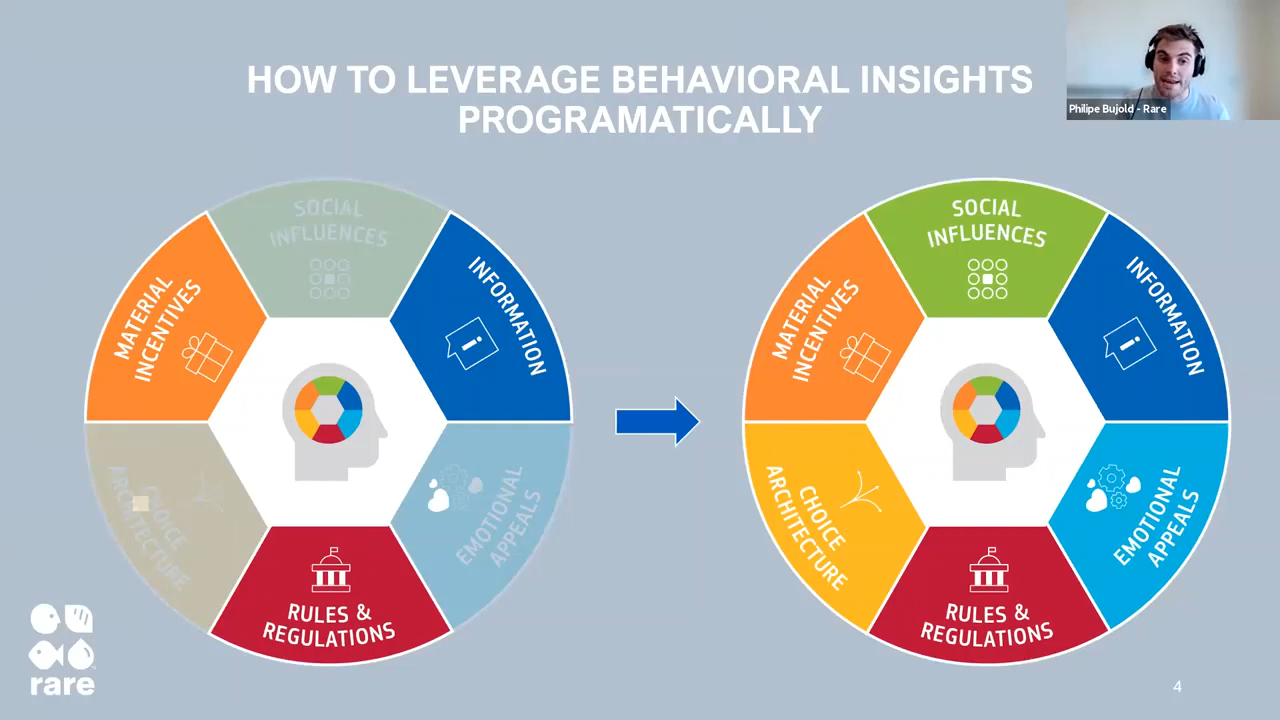 HOW TO LEVERAGE BEHAVIORAL INSIGHTS
PROGRAMATICALLY
Philipe Bujold - Rare
SOCIAL
INFLUENCES
MATERIAL
INCENTIVES
INFORMATION
CHOICE
ARCHITECTURE
EMOTIONAL
APPEALS
RULES &
REGULATIONS
SOCIAL
INFLUENCES
MATERIAL
INCENTIVES
INFORMATION
CHOICE
ARCHITECTURE
EMOTIONAL
APPEALS
RULES &
REGULATIONS
rare
4